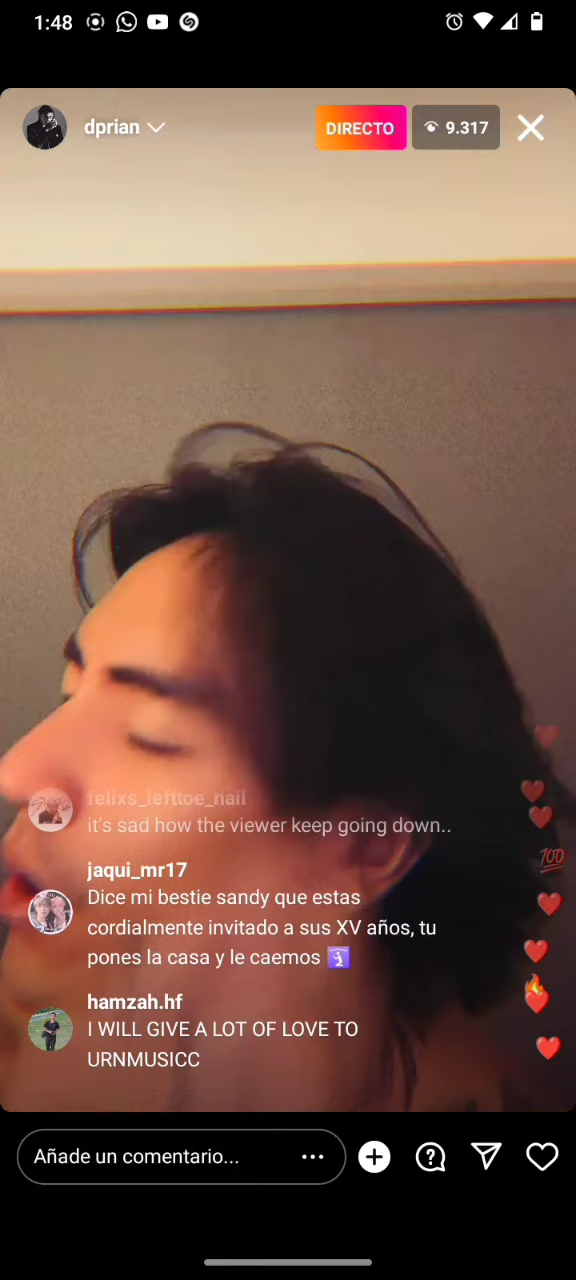 1:48
dprian
DIRECTO
9.317
felixs_lefttoe_nail
it's sad how the viewer keep going down..
jaqui_mr17
Dice mi bestie sandy que estas
cordialmente invitado a sus XV años, tu
pones la casa y le caemos 🛐
hamzah.hf
I WILL GIVE A LOT OF LOVE TO
URNMUSICC
Añade un comentario...